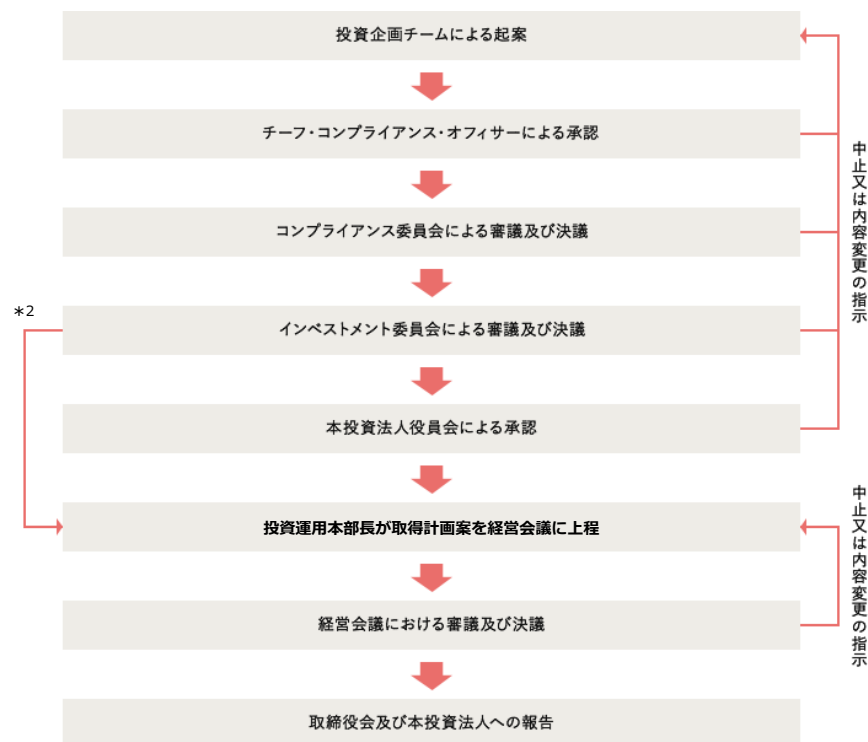 投資企画チームによる起案
チーフ・コンプライアンス・オフィサーによる承認
コンプライアンス委員会による審議及び決議
中止又は内容変更の指示
＊2
インベストメント委員会による審議及び決議
本投資法人役員会による承認
投資運用本部長が取得計画案を経営会議に上程
中止又は内容変更の指示
経営会議における審議及び決議
取締役会及び本投資法人への報告